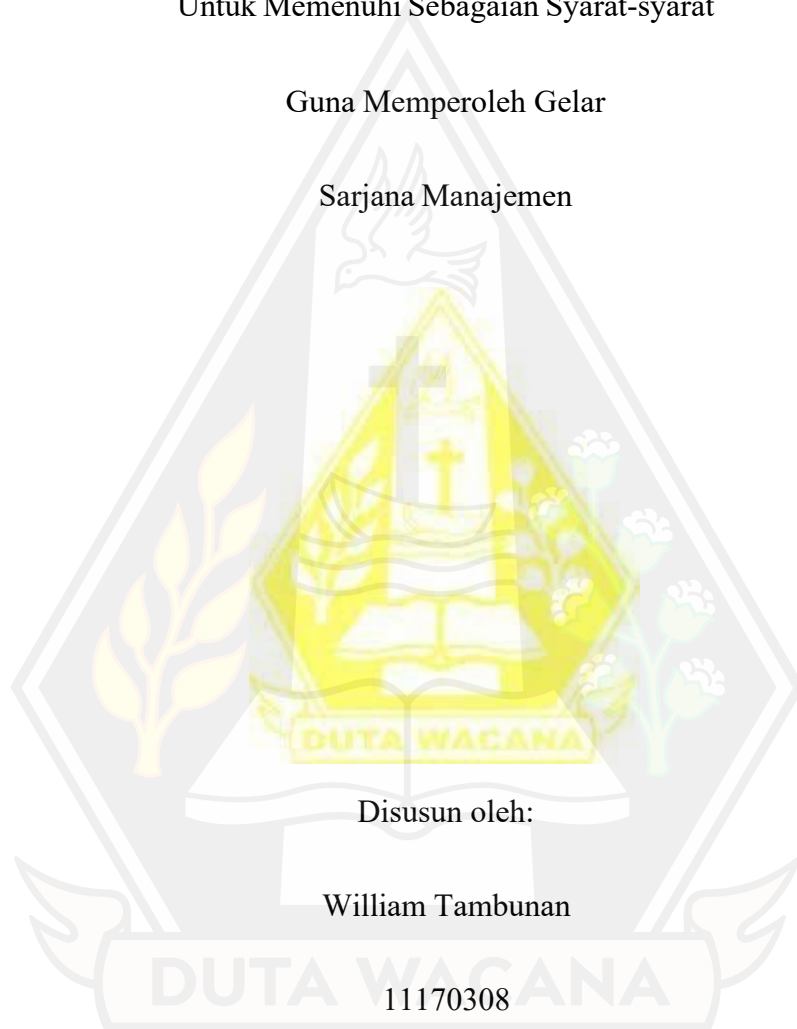 Untuk Memenuhi Sebagaian Syarat-syarat
Guna Memperoleh Gelar
Sarjana Manajemen
DUTA WACANA
Disusun oleh:
William Tambunan
DUTA WACANA
11170308